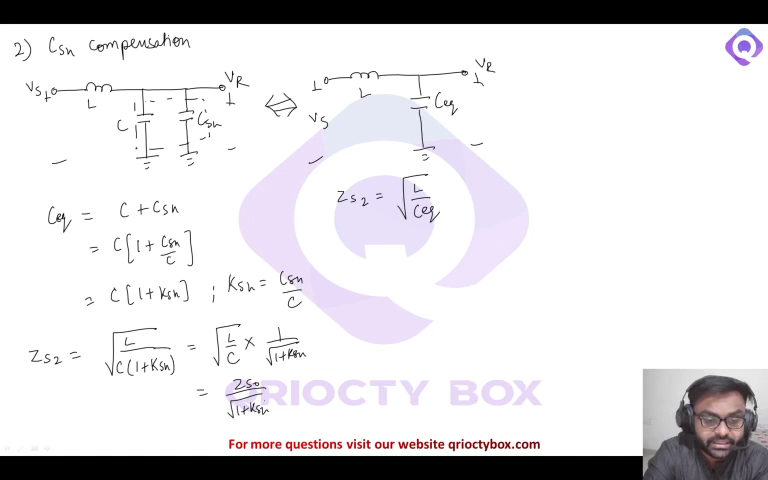 2) Csh compensation
Vs L C Csh VR
⇔
Vs L Ceq VR
Zs2 = √(L/Ceq)
Ceq = C + Csh
= C[1 + Csh/C]
= C[1 + Ksh] ; Ksh = Csh/C
Zs2 = √(L/C(1+Ksh)) = √(L/C) × 1/√(1+Ksh)
= Zso/√(1+Ksh)
QRIOCTY BOX
For more questions visit our website qrioctybox.com